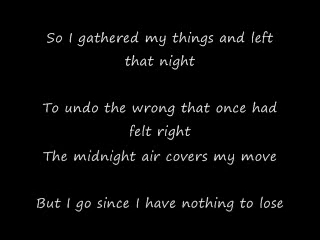 So I gathered my things and left
that night
To undo the wrong that once had
felt right
The midnight air covers my move
But I go since I have nothing to lose